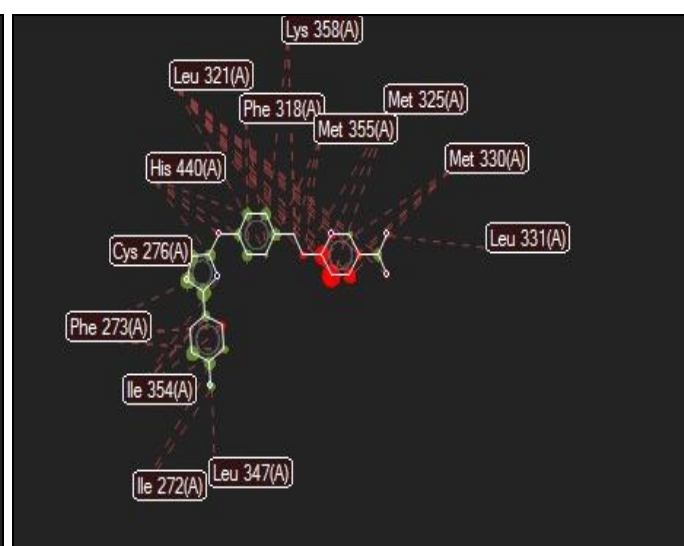 Lys 358(A)
Leu 321(A)
Phe 318(A)
Met 325(A)
Met 355(A)
His 440(A)
Met 330(A)
Leu 331(A)
Cys 276(A)
Phe 273(A)
Ile 354(A)
Ile 272(A)
Leu 347(A)